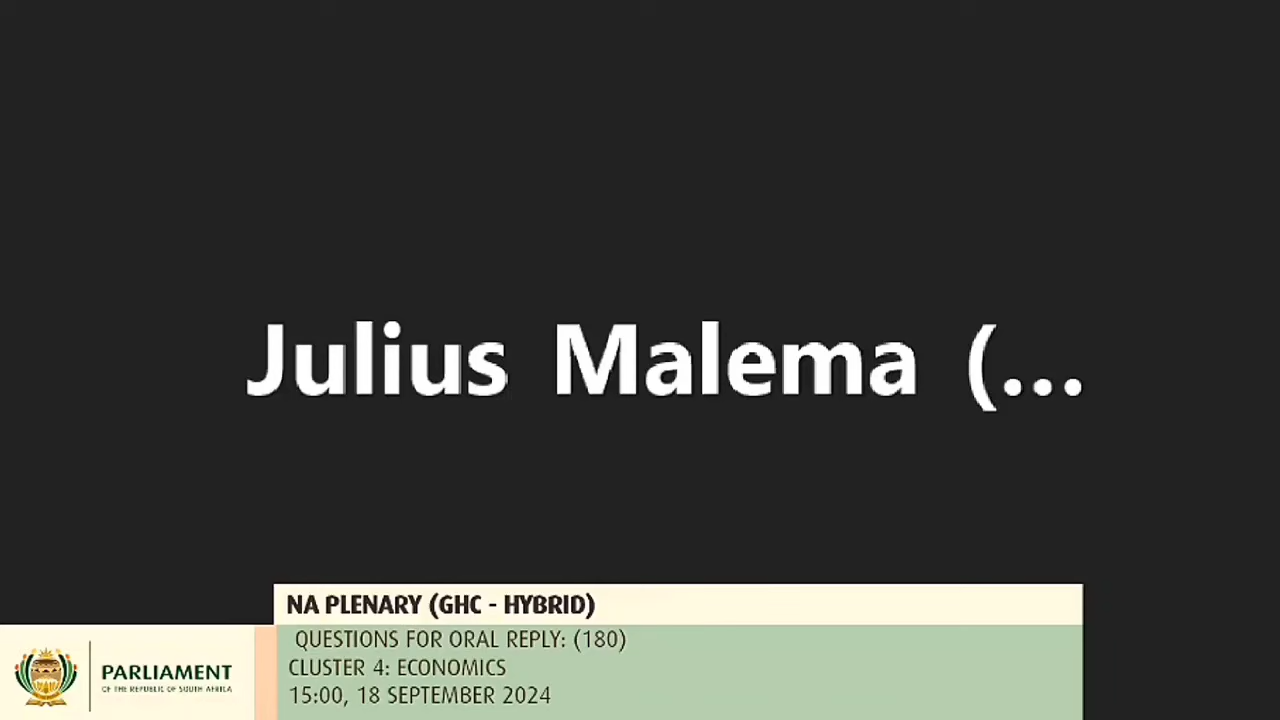 Julius Malema (...
NA PLENARY (GHC - HYBRID)
QUESTIONS FOR ORAL REPLY: (180)
CLUSTER 4: ECONOMICS
15:00, 18 SEPTEMBER 2024
PARLIAMENT
OF THE REPUBLIC OF SOUTH AFRICA